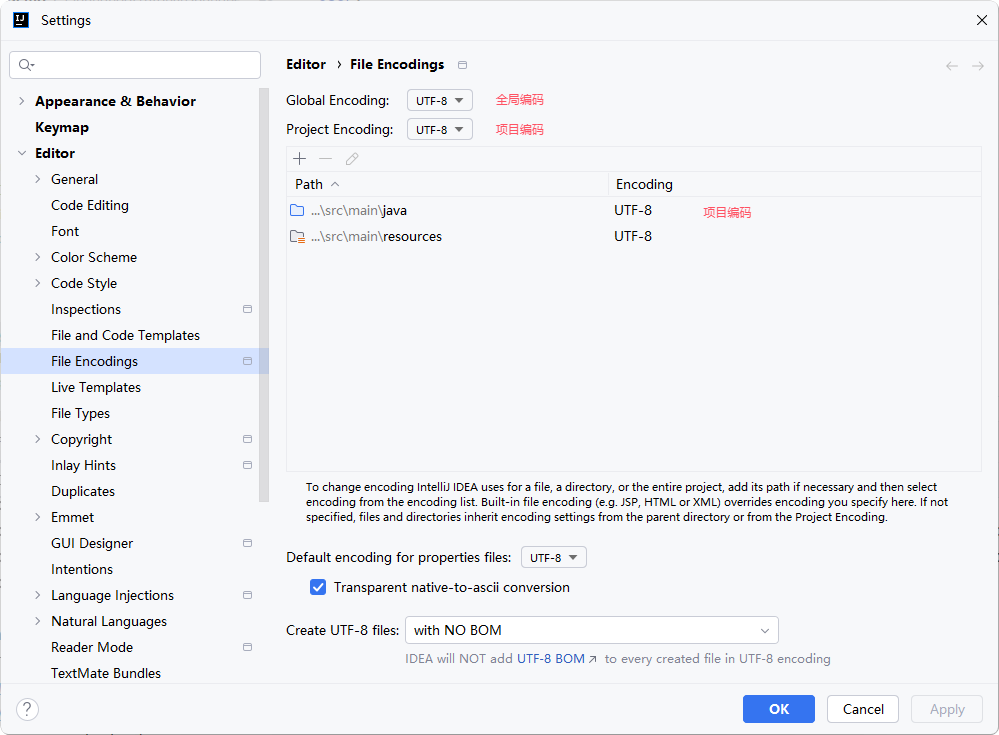 Settings
Editor › File Encodings
Appearance & Behavior
Keymap
Editor
General
Code Editing
Font
Color Scheme
Code Style
Inspections
File and Code Templates
File Encodings
Live Templates
File Types
Copyright
Inlay Hints
Duplicates
Emmet
GUI Designer
Intentions
Language Injections
Natural Languages
Reader Mode
TextMate Bundles
Global Encoding: UTF-8 全局编码
Project Encoding: UTF-8 项目编码
Path Encoding
...\src\main\java UTF-8 项目编码
...\src\main\resources UTF-8
To change encoding IntelliJ IDEA uses for a file, a directory, or the entire project, add its path if necessary and then select
encoding from the encoding list. Built-in file encoding (e.g. JSP, HTML or XML) overrides encoding you specify here. If not
specified, files and directories inherit encoding settings from the parent directory or from the Project Encoding.
Default encoding for properties files: UTF-8
Transparent native-to-ascii conversion
Create UTF-8 files: with NO BOM
IDEA will NOT add UTF-8 BOM ↗ to every created file in UTF-8 encoding
? OK Cancel Apply